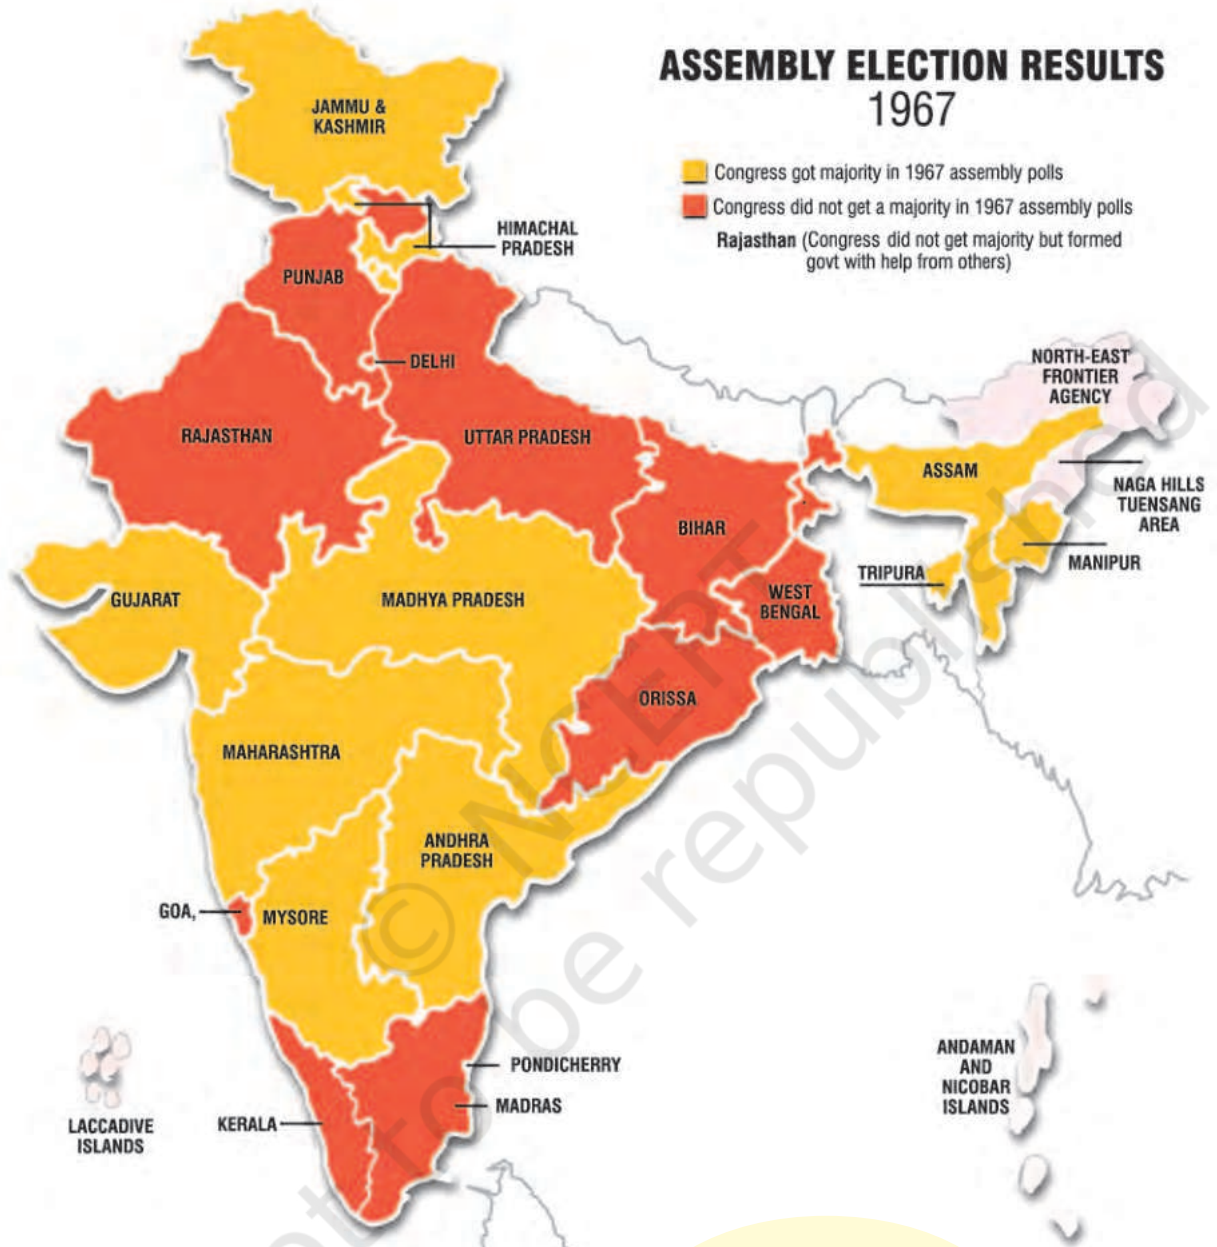 ASSEMBLY ELECTION RESULTS
1967
Congress got majority in 1967 assembly polls
Congress did not get a majority in 1967 assembly polls
Rajasthan (Congress did not get majority but formed
govt with help from others)
JAMMU &
KASHMIR
HIMACHAL
PRADESH
PUNJAB
DELHI
NORTH-EAST
FRONTIER
AGENCY
RAJASTHAN
UTTAR PRADESH
ASSAM
NAGA HILLS
TUENSANG
AREA
BIHAR
MANIPUR
TRIPURA
GUJARAT
MADHYA PRADESH
WEST
BENGAL
ORISSA
MAHARASHTRA
ANDHRA
PRADESH
GOA,
MYSORE
PONDICHERRY
MADRAS
KERALA
LACCADIVE
ISLANDS
ANDAMAN
AND
NICOBAR
ISLANDS
© NCERT
not to be republished